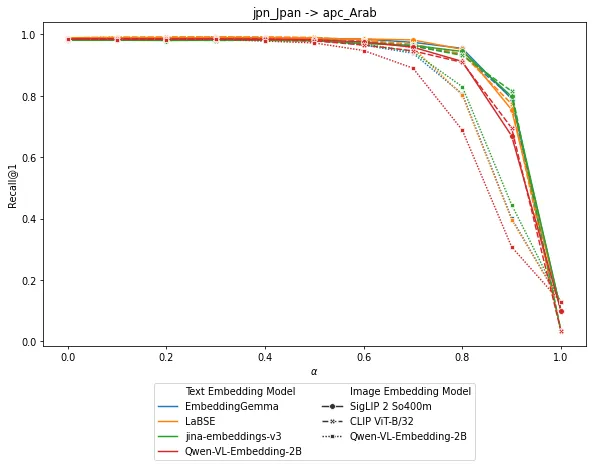 jpn_Jpan -> apc_Arab
1.0
0.8
0.6
0.4
0.2
0.0
Recall@1
0.0 0.2 0.4 0.6 0.8 1.0
α
Text Embedding Model
EmbeddingGemma
LaBSE
jina-embeddings-v3
Qwen-VL-Embedding-2B
Image Embedding Model
SigLIP 2 So400m
CLIP ViT-B/32
Qwen-VL-Embedding-2B